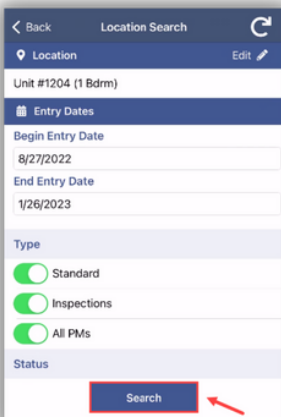 Back Location Search
Location Edit
Unit #1204 (1 Bdrm)
Entry Dates
Begin Entry Date
8/27/2022
End Entry Date
1/26/2023
Type
Standard
Inspections
All PMs
Status
Search